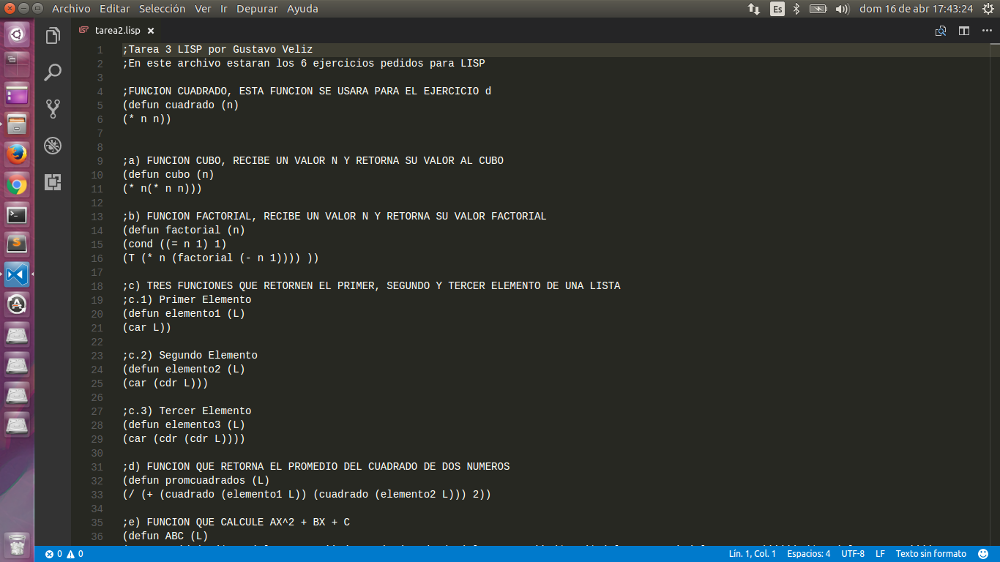 Archivo Editar Selección Ver Ir Depurar Ayuda
Es
dom 16 de abr 17:43:24
tarea2.lisp
1 ;Tarea 3 LISP por Gustavo Veliz
2 ;En este archivo estaran los 6 ejercicios pedidos para LISP
3
4 ;FUNCION CUADRADO, ESTA FUNCION SE USARA PARA EL EJERCICIO d
5 (defun cuadrado (n)
6 (* n n))
7
8
9 ;a) FUNCION CUBO, RECIBE UN VALOR N Y RETORNA SU VALOR AL CUBO
10 (defun cubo (n)
11 (* n(* n n)))
12
13 ;b) FUNCION FACTORIAL, RECIBE UN VALOR N Y RETORNA SU VALOR FACTORIAL
14 (defun factorial (n)
15 (cond ((= n 1) 1)
16 (T (* n (factorial (- n 1)))) ))
17
18 ;c) TRES FUNCIONES QUE RETORNEN EL PRIMER, SEGUNDO Y TERCER ELEMENTO DE UNA LISTA
19 ;c.1) Primer Elemento
20 (defun elemento1 (L)
21 (car L))
22
23 ;c.2) Segundo Elemento
24 (defun elemento2 (L)
25 (car (cdr L)))
26
27 ;c.3) Tercer Elemento
28 (defun elemento3 (L)
29 (car (cdr (cdr L))))
30
31 ;d) FUNCION QUE RETORNA EL PROMEDIO DEL CUADRADO DE DOS NUMEROS
32 (defun promcuadrados (L)
33 (/ (+ (cuadrado (elemento1 L)) (cuadrado (elemento2 L))) 2))
34
35 ;e) FUNCION QUE CALCULE AX^2 + BX + C
36 (defun ABC (L)
0 0
Lín. 1, Col. 1 Espacios: 4 UTF-8 LF Texto sin formato